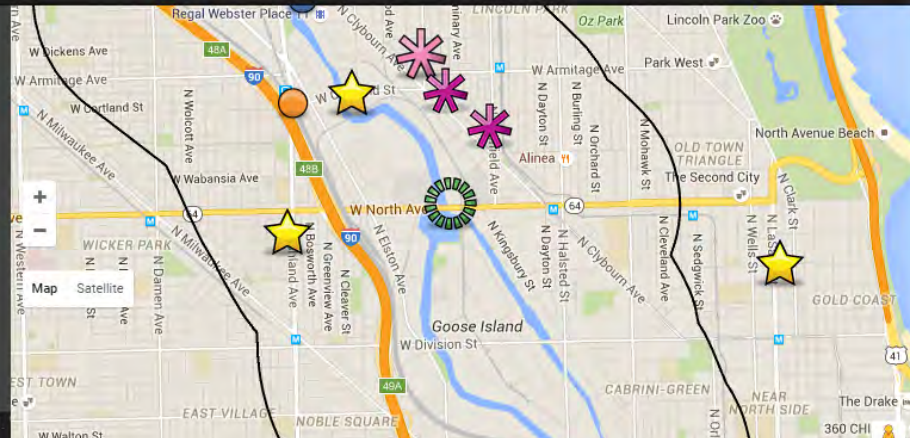 Regal Webster Place 11
LINCOLN PARK
Oz Park
Lincoln Park Zoo
W Dickens Ave
48A
N Clybourn Ave
Park West
W Armitage Ave
90
W Armitage Ave
W Cortland St
N Wolcott Ave
N Milwaukee Ave
N Dayton St
N Burling St
N Orchard St
N Mohawk St
North Avenue Beach
OLD TOWN
TRIANGLE
Alinea
The Second City
48B
W Wabansia Ave
+
−
64
W North Ave
64
N Clark St
90
WICKER PARK
N Milwaukee Ave
N Western Ave
N Damen Ave
N Bosworth Ave
N Greenview Ave
N Cleaver St
N Elston Ave
N Kingsbury St
N Dayton St
N Halsted St
N Clybourn Ave
N Cleveland Ave
N Sedgwick St
N Wells St
Map
Satellite
GOLD COAST
Goose Island
W Division St
41
49A
CABRINI-GREEN
NEAR
NORTH SIDE
The Drake
EAST VILLAGE
NOBLE SQUARE
W Walton St
360 CHI